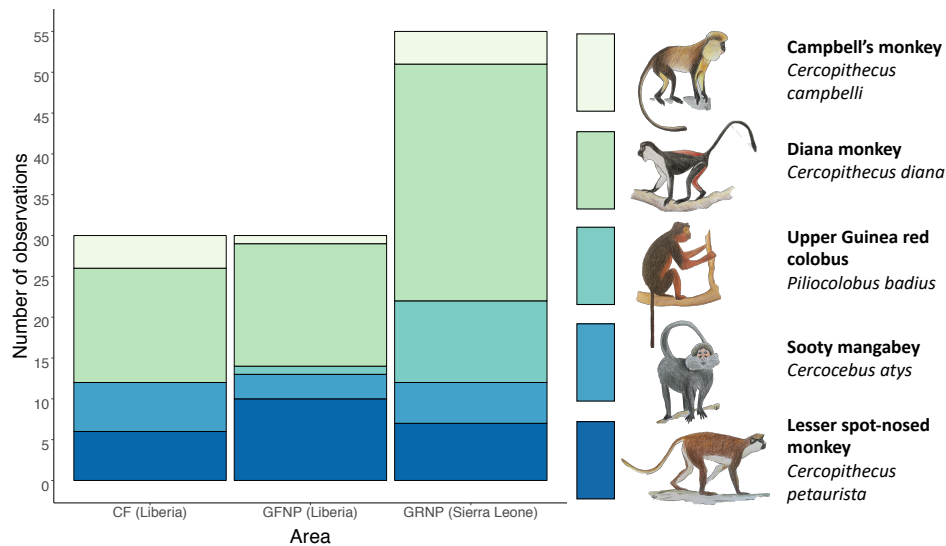 55
50
45
40
35
30
25
20
15
10
5
0
Number of observations
CF (Liberia)
GFNP (Liberia)
GRNP (Sierra Leone)
Area
Campbell's monkey
Cercopithecus
campbelli
Diana monkey
Cercopithecus diana
Upper Guinea red
colobus
Piliocolobus badius
Sooty mangabey
Cercocebus atys
Lesser spot-nosed
monkey
Cercopithecus
petaurista